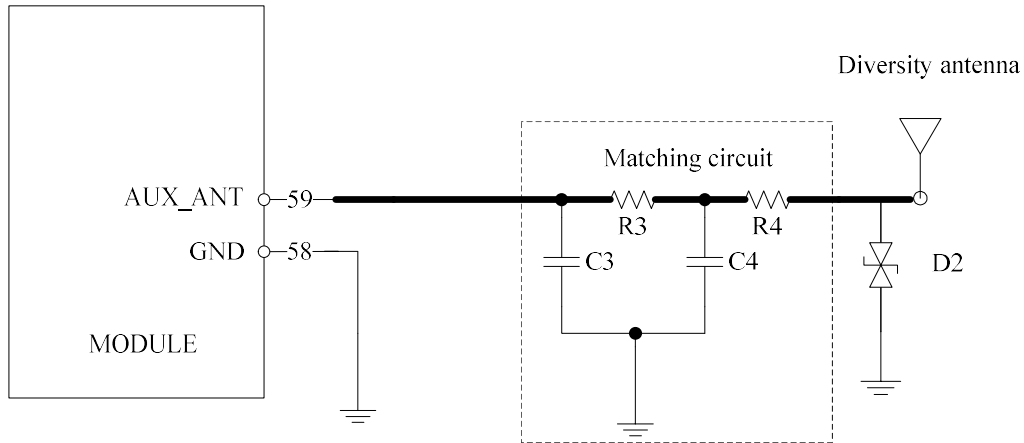 Diversity antenna
Matching circuit
AUX_ANT 59
R3 R4
GND 58
C3 C4 D2
MODULE